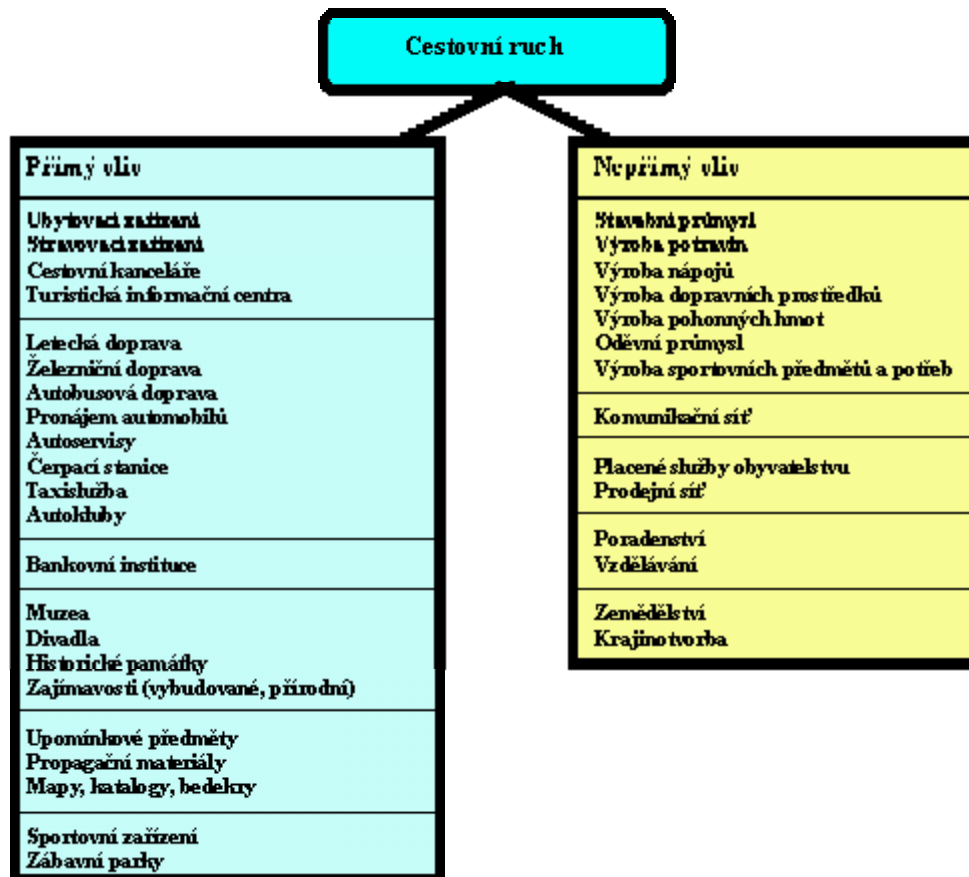 Cestovní ruch
Přímý vliv
Ubytovací zařízení
Stravovací zařízení
Cestovní kanceláře
Turistická informační centra
Letecká doprava
Železniční doprava
Autobusová doprava
Pronájem automobilů
Autoservisy
Čerpací stanice
Taxislužba
Autokluby
Bankovní instituce
Muzea
Divadla
Historické památky
Zajímavosti (vybudované, přírodní)
Upomínkové předměty
Propagační materiály
Mapy, katalogy, bedekry
Sportovní zařízení
Zábavní parky
Nepřímý vliv
Stavební průmysl
Výroba potravin
Výroba nápojů
Výroba dopravních prostředků
Výroba pohonných hmot
Oděvní průmysl
Výroba sportovních předmětů a potřeb
Komunikační síť
Placené služby obyvatelstvu
Prodejní síť
Poradenství
Vzdělávání
Zemědělství
Krajinotvorba